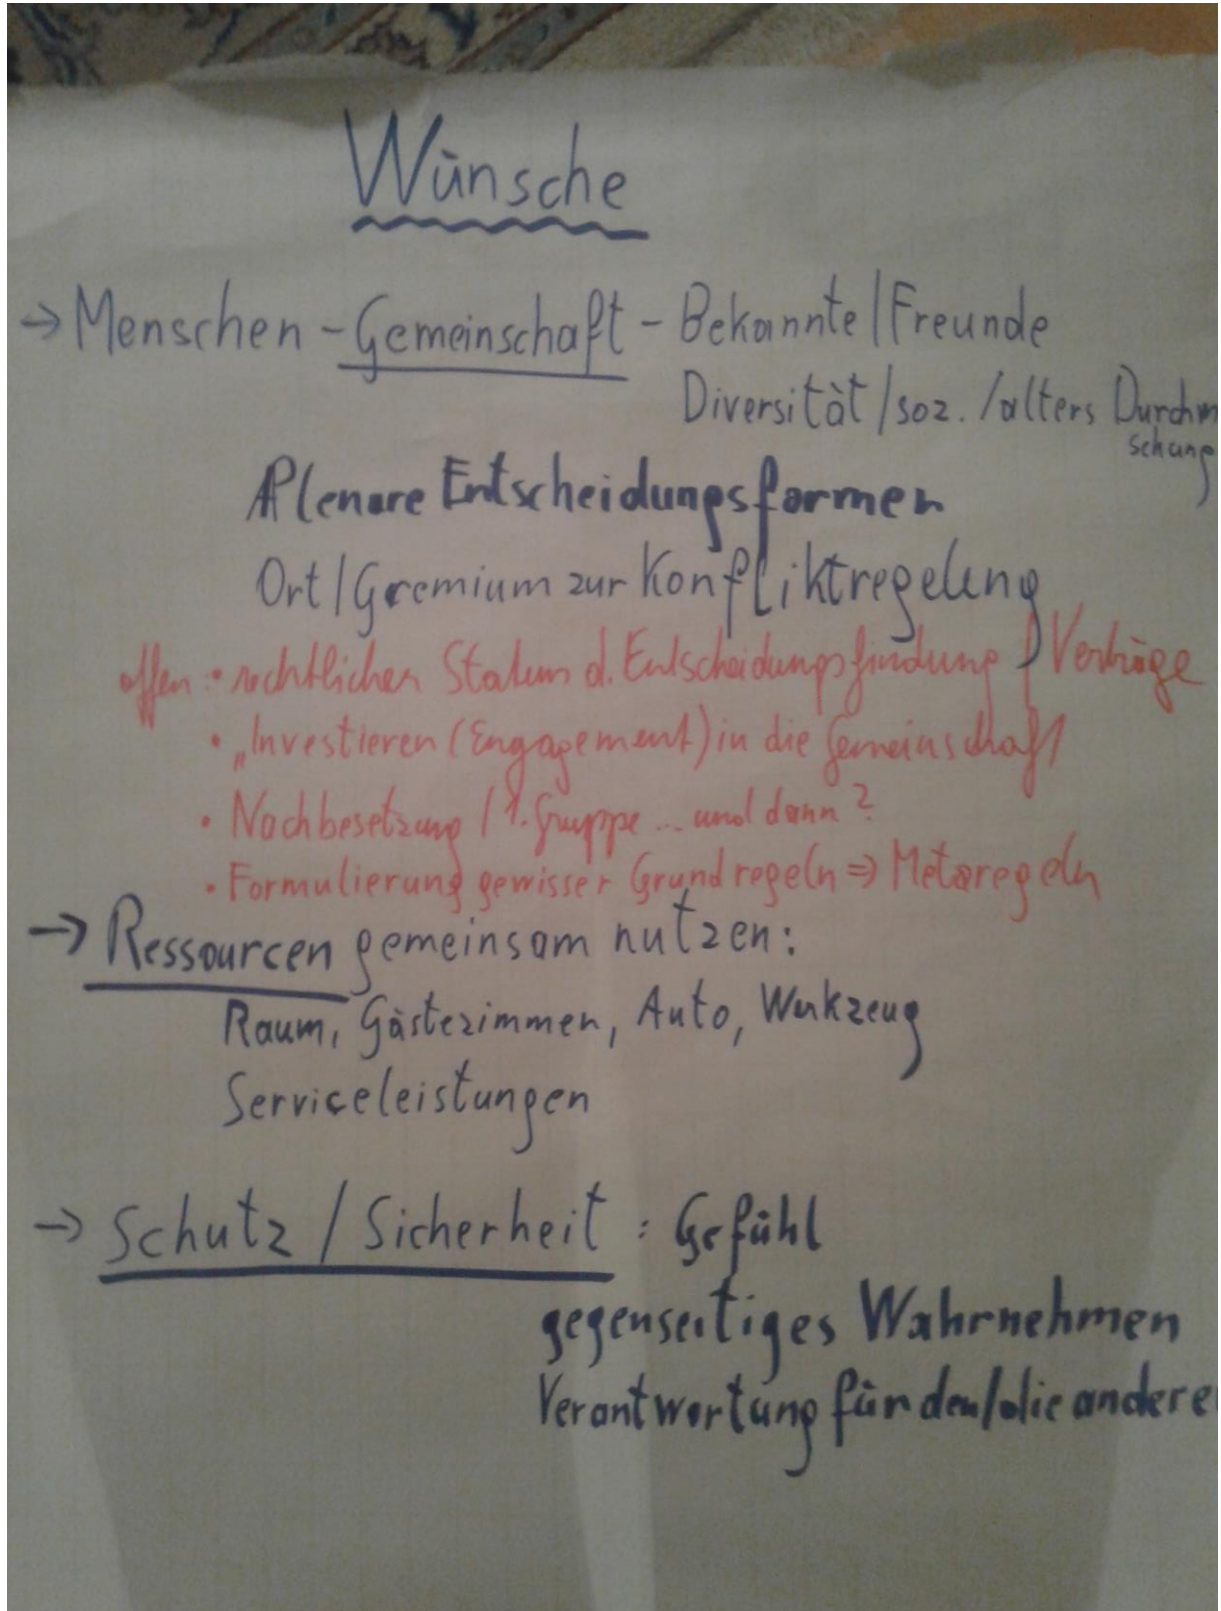 Wünsche
→ Menschen - Gemeinschaft - Bekannte / Freunde
Diversität / soz. / alters Durchm
schung
Plenare Entscheidungsformen
Ort / Gremium zur Konfliktregelung
offen: • rechtlicher Status d. Entscheidungsfindung / Verträge
• „Investieren (Engagement) in die Gemeinschaft
• Nachbesetzung / 1. Gruppe ... und dann?
• Formulierung gewisser Grundregeln ⇒ Metaregeln
→ Ressourcen gemeinsam nutzen:
Raum, Gästezimmer, Auto, Werkzeug
Serviceleistungen
→ Schutz / Sicherheit : Gefühl
gegenseitiges Wahrnehmen
Verantwortung für den/die andere